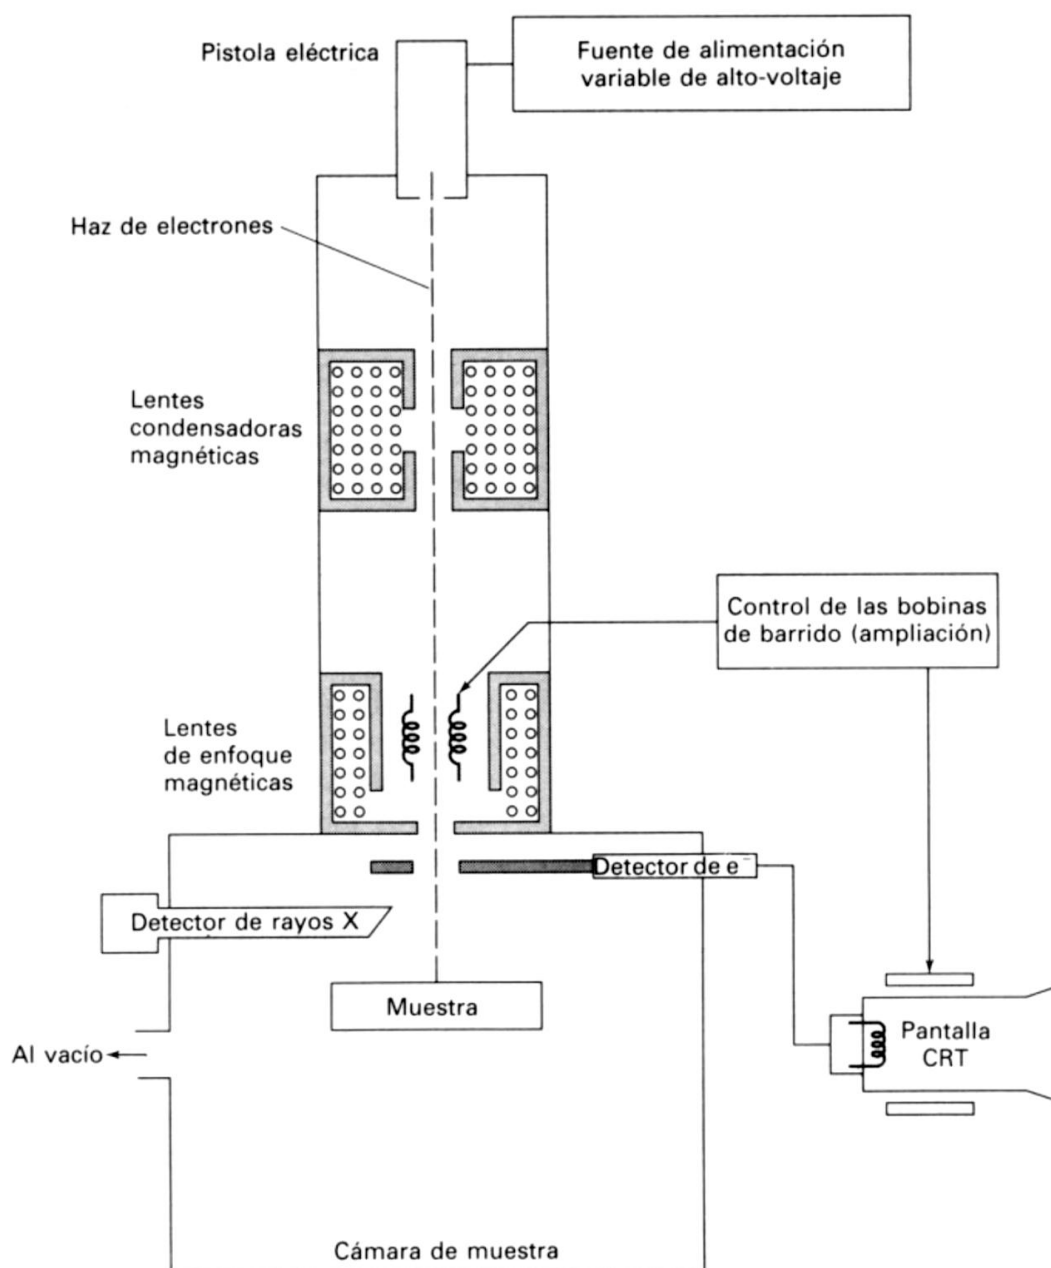 Pistola eléctrica
Fuente de alimentación
variable de alto-voltaje
Haz de electrones
Lentes
condensadoras
magnéticas
Control de las bobinas
de barrido (ampliación)
Lentes
de enfoque
magnéticas
Detector de e⁻
Detector de rayos X
Muestra
Al vacío
Pantalla
CRT
Cámara de muestra